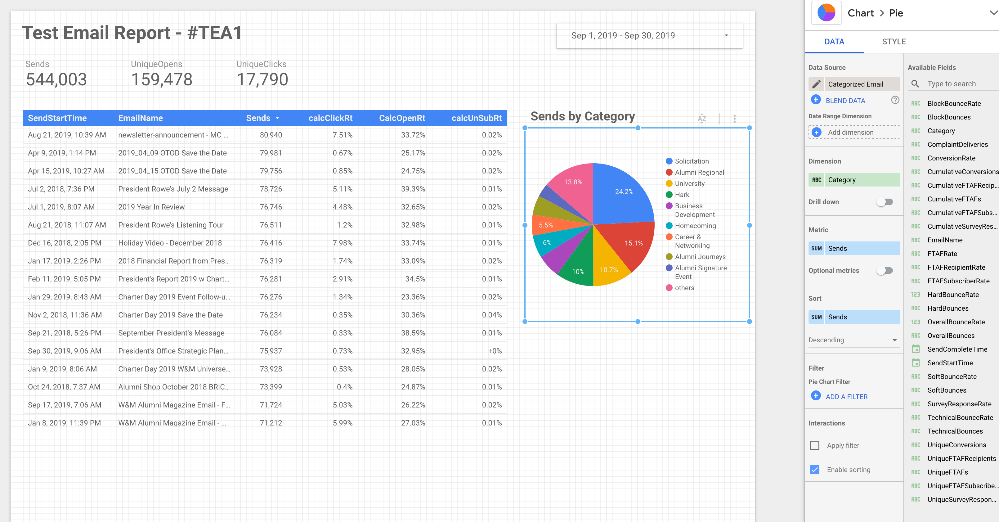 Test Email Report - #TEA1
Sep 1, 2019 - Sep 30, 2019
Sends UniqueOpens UniqueClicks
544,003 159,478 17,790
SendStartTime EmailName Sends calcClickRt CalcOpenRt calcUnSubRt
Aug 21, 2019, 10:39 AM newsletter-announcement - MC ... 80,940 7.51% 33.72% 0.02%
Apr 9, 2019, 1:14 PM 2019_04_09 OTOD Save the Date 79,981 0.67% 25.17% 0.02%
Apr 15, 2019, 10:27 AM 2019_04_15 OTOD Save the Date 79,756 0.85% 24.75% 0.02%
Jul 2, 2018, 7:36 PM President Rowe's July 2 Message 78,726 5.11% 39.39% 0.01%
Jul 1, 2019, 8:07 AM 2019 Year In Review 76,746 4.48% 32.65% 0.02%
Aug 21, 2018, 11:07 AM President Rowe's Listening Tour 76,511 1.2% 32.98% 0.01%
Dec 16, 2018, 2:05 PM Holiday Video - December 2018 76,416 7.98% 33.74% 0.01%
Jan 17, 2019, 2:26 PM 2018 Financial Report from Pres... 76,319 1.74% 33.09% 0.02%
Feb 11, 2019, 5:05 PM President's Report 2019 w Chart... 76,281 2.91% 34.5% 0.01%
Jan 29, 2019, 8:43 AM Charter Day 2019 Event Follow-u... 76,276 1.34% 23.36% 0.02%
Nov 2, 2018, 11:36 AM Charter Day 2019 Save the Date 76,234 0.35% 30.36% 0.04%
Sep 21, 2018, 5:26 PM September President's Message 76,084 0.33% 38.59% 0.01%
Sep 30, 2019, 9:06 AM President's Office Strategic Plan... 75,937 0.73% 32.95% +0%
Jan 9, 2019, 8:06 AM Charter Day 2019 W&M Universe... 73,928 0.53% 28.05% 0.02%
Oct 24, 2018, 7:37 AM Alumni Shop October 2018 BRIC... 73,399 0.4% 24.87% 0.01%
Sep 17, 2019, 7:06 AM W&M Alumni Magazine Email - F... 71,724 5.03% 26.22% 0.02%
Jan 8, 2019, 11:39 PM W&M Alumni Magazine Email - ... 71,212 5.99% 27.03% 0.01%
Sends by Category
AZ
24.2%
15.1%
10.7%
10%
6%
5.5%
13.8%
Solicitation
Alumni Regional
University
Hark
Business
Development
Homecoming
Career &
Networking
Alumni Journeys
Alumni Signature
Event
others
Chart > Pie
DATA STYLE
Data Source
Categorized Email
BLEND DATA
Date Range Dimension
Add dimension
Dimension
ABC Category
Drill down
Metric
SUM Sends
Optional metrics
Sort
SUM Sends
Descending
Filter
Pie Chart Filter
ADD A FILTER
Interactions
Apply filter
Enable sorting
Available Fields
Type to search
ABC BlockBounceRate
ABC BlockBounces
ABC Category
ABC ComplaintDeliveries
ABC ConversionRate
ABC CumulativeConversions
ABC CumulativeFTAFRecip...
ABC CumulativeFTAFs
ABC CumulativeFTAFSubs...
ABC CumulativeSurveyRes...
ABC EmailName
ABC FTAFRate
ABC FTAFRecipientRate
ABC FTAFSubscriberRate
123 HardBounceRate
ABC HardBounces
123 OverallBounceRate
ABC OverallBounces
SendCompleteTime
SendStartTime
ABC SoftBounceRate
ABC SoftBounces
ABC SurveyResponseRate
ABC TechnicalBounceRate
ABC TechnicalBounces
ABC UniqueConversions
ABC UniqueFTAFRecipients
ABC UniqueFTAFs
ABC UniqueFTAFSubscribe...
ABC UniqueSurveyRespon...